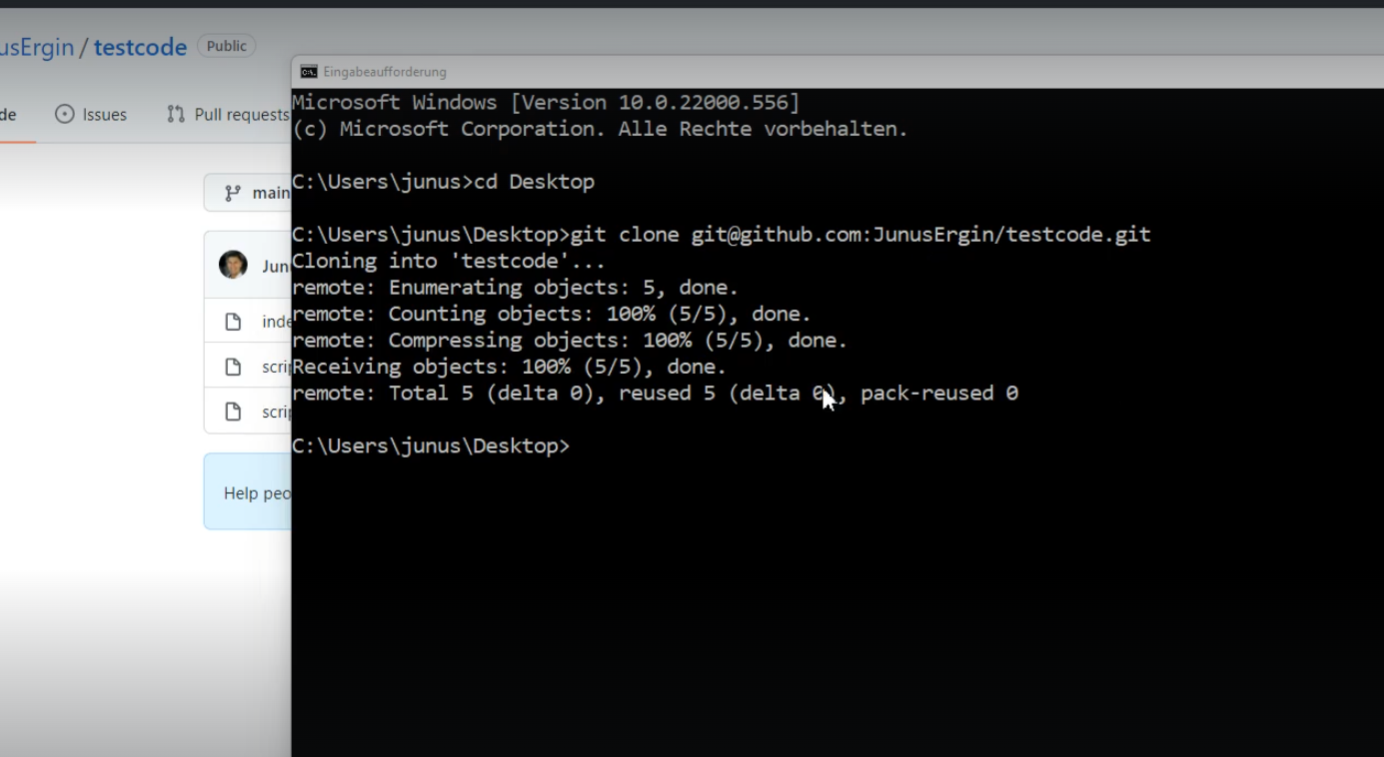 usErgin / testcode Public
de Issues Pull requests
main
Jun
inde
scrip
scrip
Help peo
Eingabeaufforderung
Microsoft Windows [Version 10.0.22000.556]
(c) Microsoft Corporation. Alle Rechte vorbehalten.
C:\Users\junus>cd Desktop
C:\Users\junus\Desktop>git clone git@github.com:JunusErgin/testcode.git
Cloning into 'testcode'...
remote: Enumerating objects: 5, done.
remote: Counting objects: 100% (5/5), done.
remote: Compressing objects: 100% (5/5), done.
Receiving objects: 100% (5/5), done.
remote: Total 5 (delta 0), reused 5 (delta 0), pack-reused 0
C:\Users\junus\Desktop>